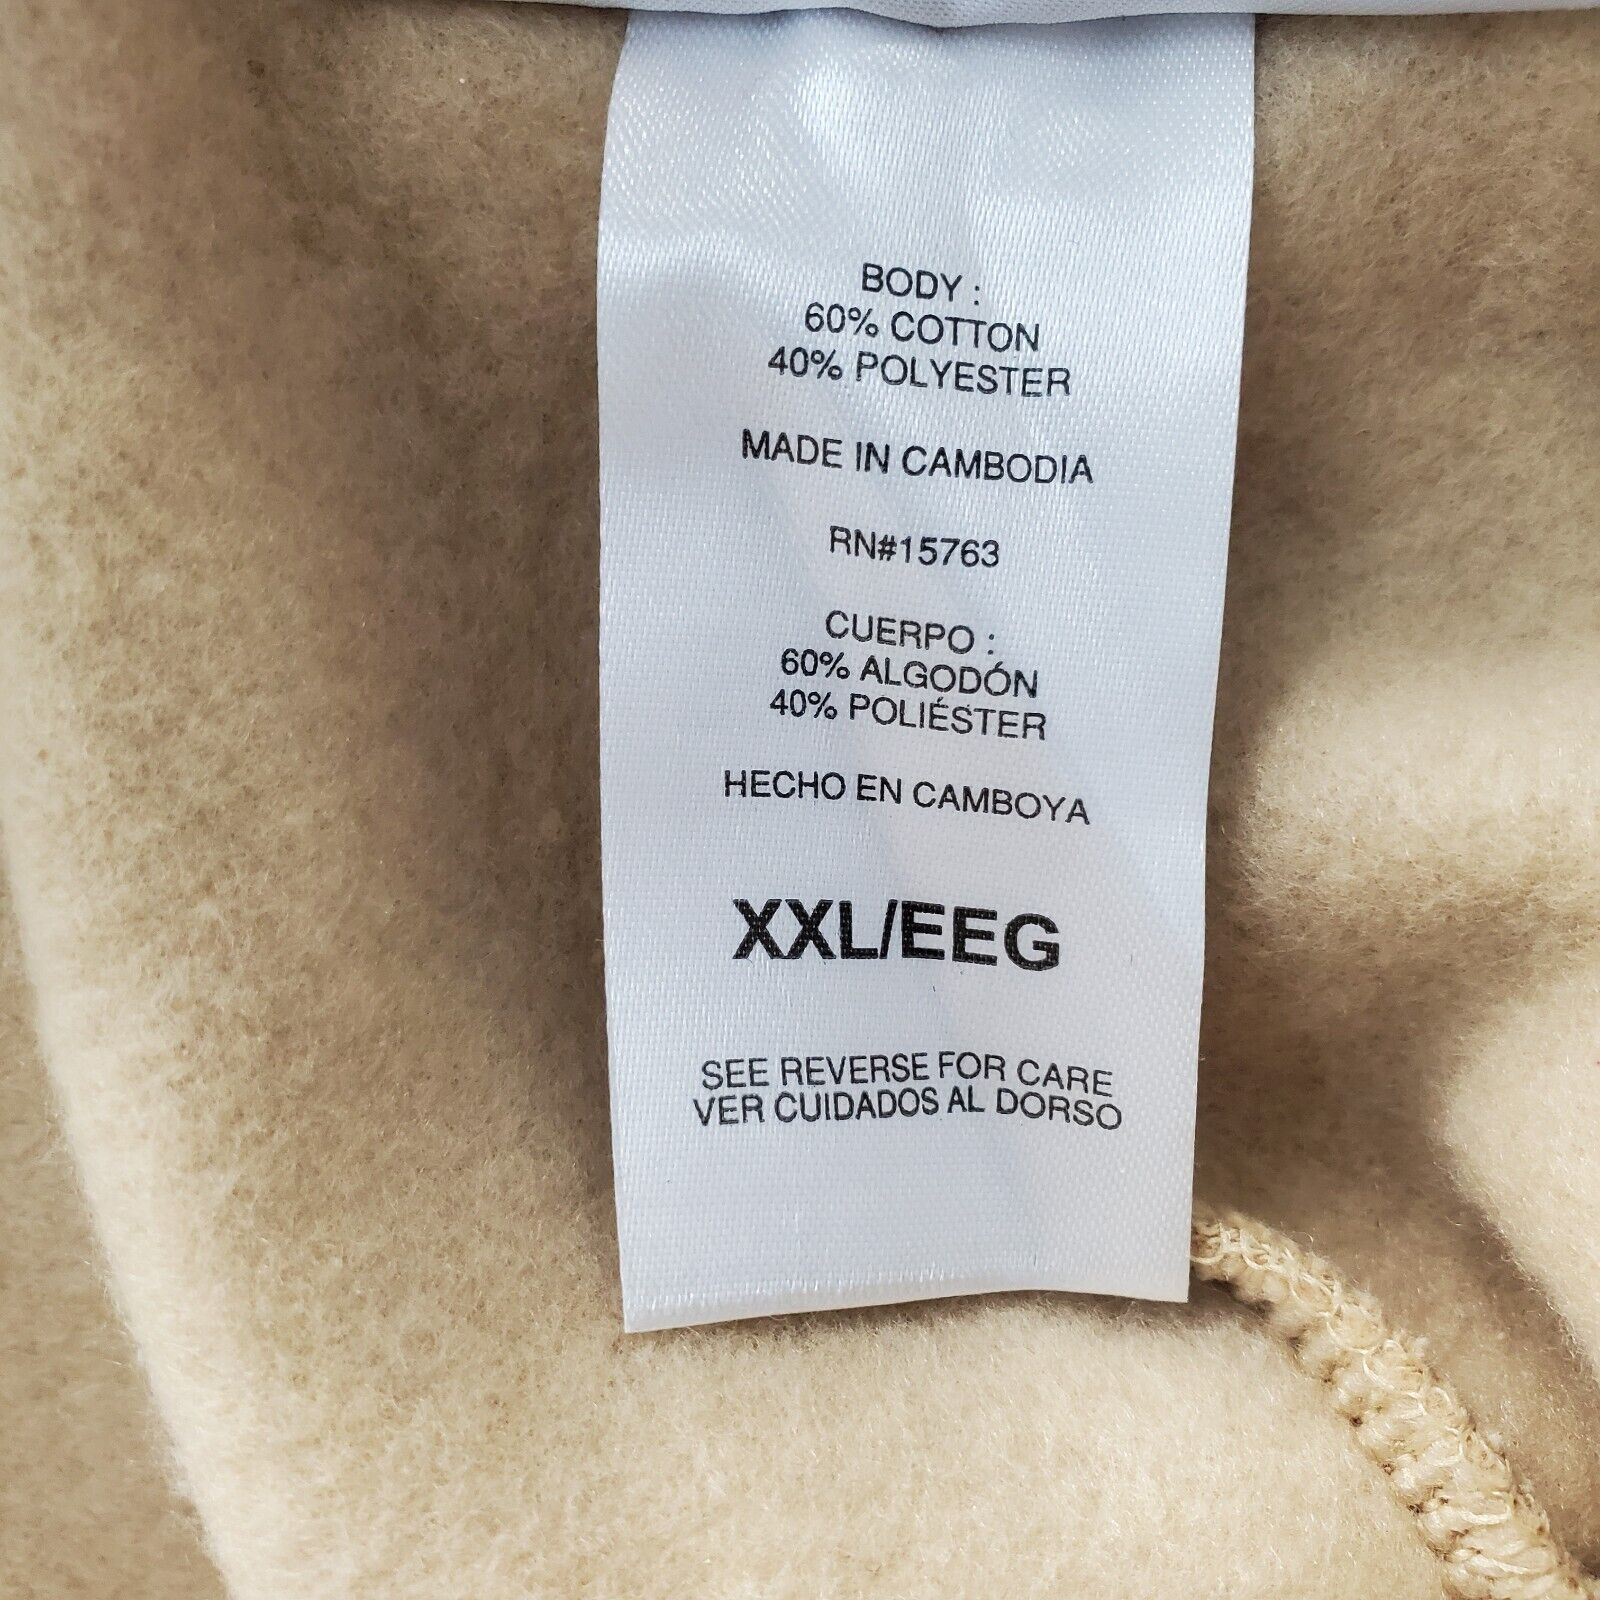 BODY :
60% COTTON
40% POLYESTER
MADE IN CAMBODIA
RN#15763
CUERPO :
60% ALGODÓN
40% POLIÉSTER
HECHO EN CAMBOYA
XXL/EEG
SEE REVERSE FOR CARE
VER CUIDADOS AL DORSO